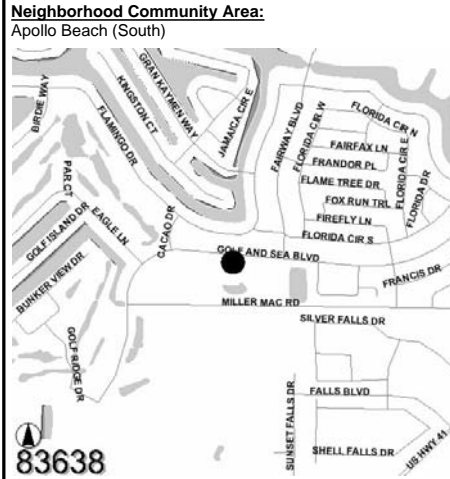 Neighborhood Community Area:
Apollo Beach (South)
BIRDIE WAY
GRAN KAYMEN WAY
KINGSTON CT
FLAMINGO DR
JAMAICA CIR E
FAIRWAY BLVD
FLORIDA CIR W
FLORIDA CIR N
FAIRFAX LN
FRANDOR PL
FLAME TREE DR
FOX RUN TRL
FIREFLY LN
FLORIDA CIR E
FLORIDA DR
FLORIDA CIR S
PAR CT
EAGLE LN
GOLF ISLAND DR
CACAO DR
BUNKER VIEW DR
GOLF AND SEA BLVD
FRANCIS DR
MILLER MAC RD
SILVER FALLS DR
GOLF RIDGE DR
FALLS BLVD
SUNSET FALLS DR
SHELL FALLS DR
US HWY 41
83638